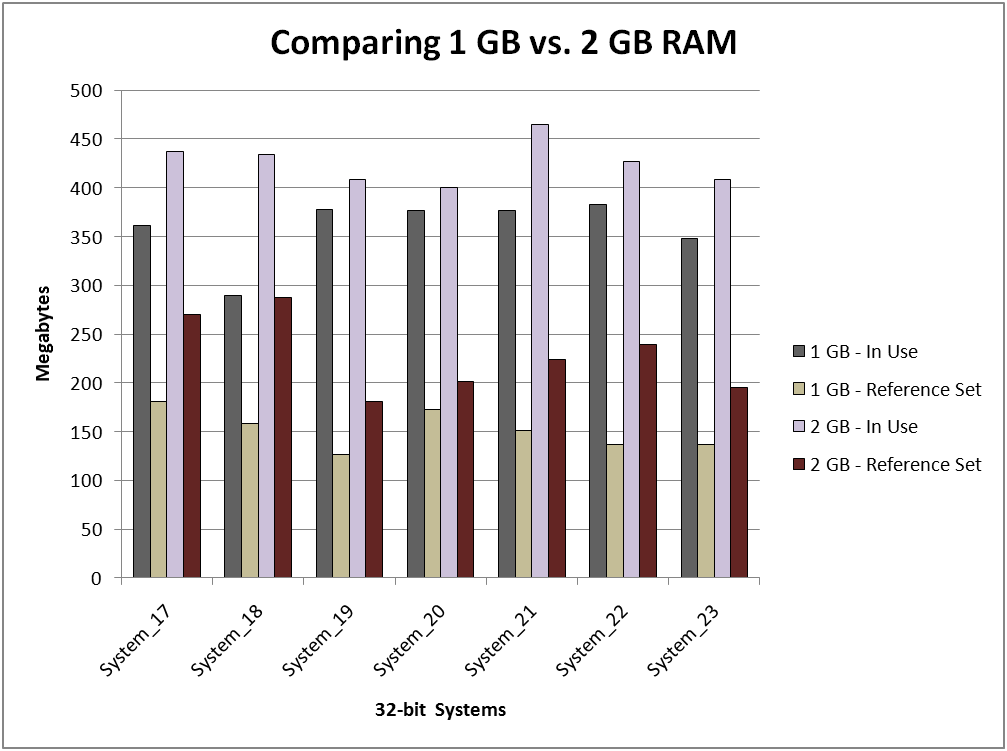 Comparing 1 GB vs. 2 GB RAM
500
450
400
350
300
250
200
150
100
50
0
Megabytes
System_17
System_18
System_19
System_20
System_21
System_22
System_23
32-bit Systems
1 GB - In Use
1 GB - Reference Set
2 GB - In Use
2 GB - Reference Set